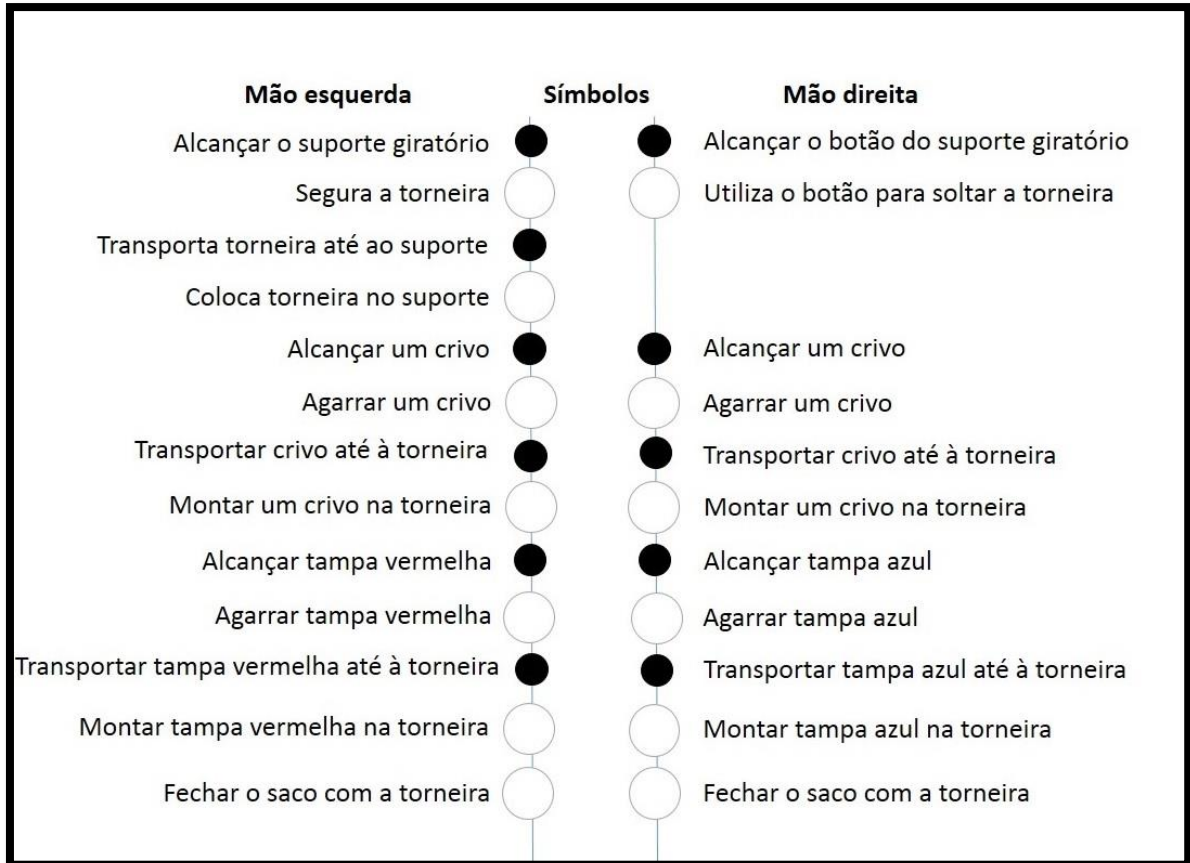 Mão esquerda Símbolos Mão direita
Alcançar o suporte giratório Alcançar o botão do suporte giratório
Segura a torneira Utiliza o botão para soltar a torneira
Transporta torneira até ao suporte
Coloca torneira no suporte
Alcançar um crivo Alcançar um crivo
Agarrar um crivo Agarrar um crivo
Transportar crivo até à torneira Transportar crivo até à torneira
Montar um crivo na torneira Montar um crivo na torneira
Alcançar tampa vermelha Alcançar tampa azul
Agarrar tampa vermelha Agarrar tampa azul
Transportar tampa vermelha até à torneira Transportar tampa azul até à torneira
Montar tampa vermelha na torneira Montar tampa azul na torneira
Fechar o saco com a torneira Fechar o saco com a torneira